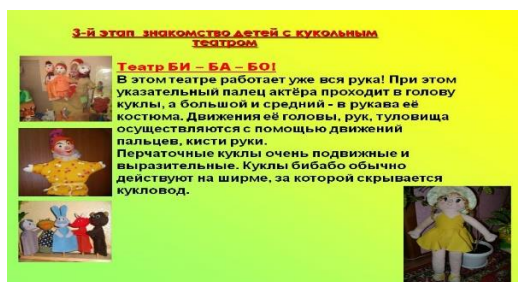 3-й этап знакомство детей с кукольным
театром
Театр БИ – БА – БО!
В этом театре работает уже вся рука! При этом
указательный палец актёра проходит в голову
куклы, а большой и средний - в рукава её
костюма. Движения её головы, рук, туловища
осуществляются с помощью движений
пальцев, кисти руки.
Перчаточные куклы очень подвижные и
выразительные. Куклы бибабо обычно
действуют на ширме, за которой скрывается
кукловод.